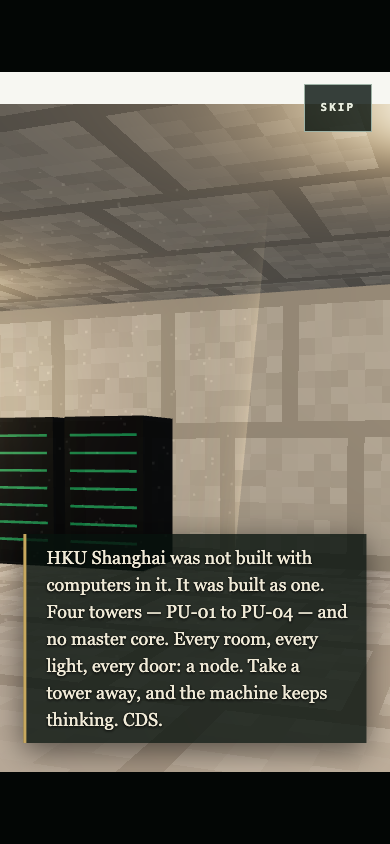 SKIP
HKU Shanghai was not built with
computers in it. It was built as one.
Four towers — PU-01 to PU-04 — and
no master core. Every room, every
light, every door: a node. Take a
tower away, and the machine keeps
thinking. CDS.